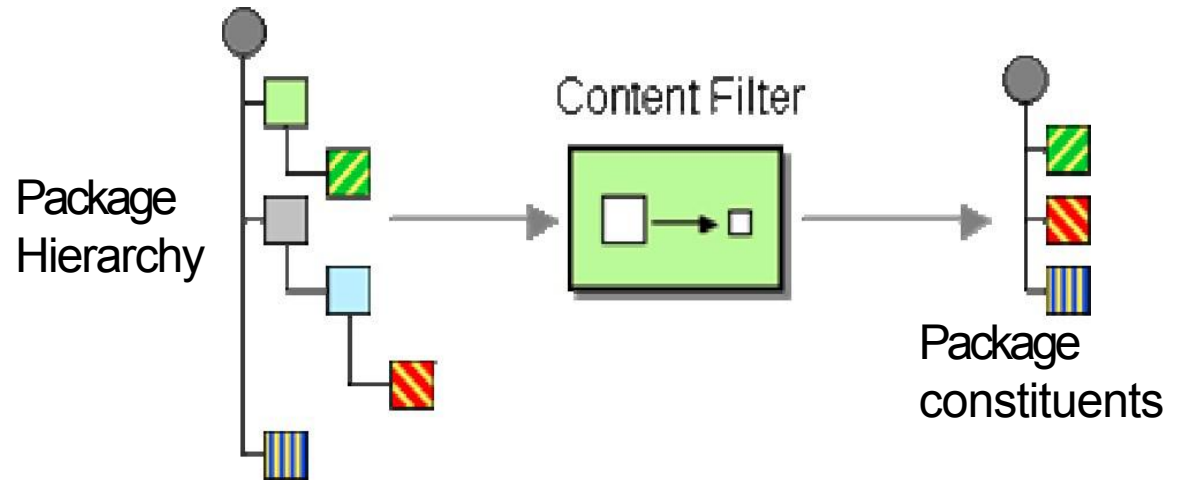 Content Filter
Package
Hierarchy
Package
constituents